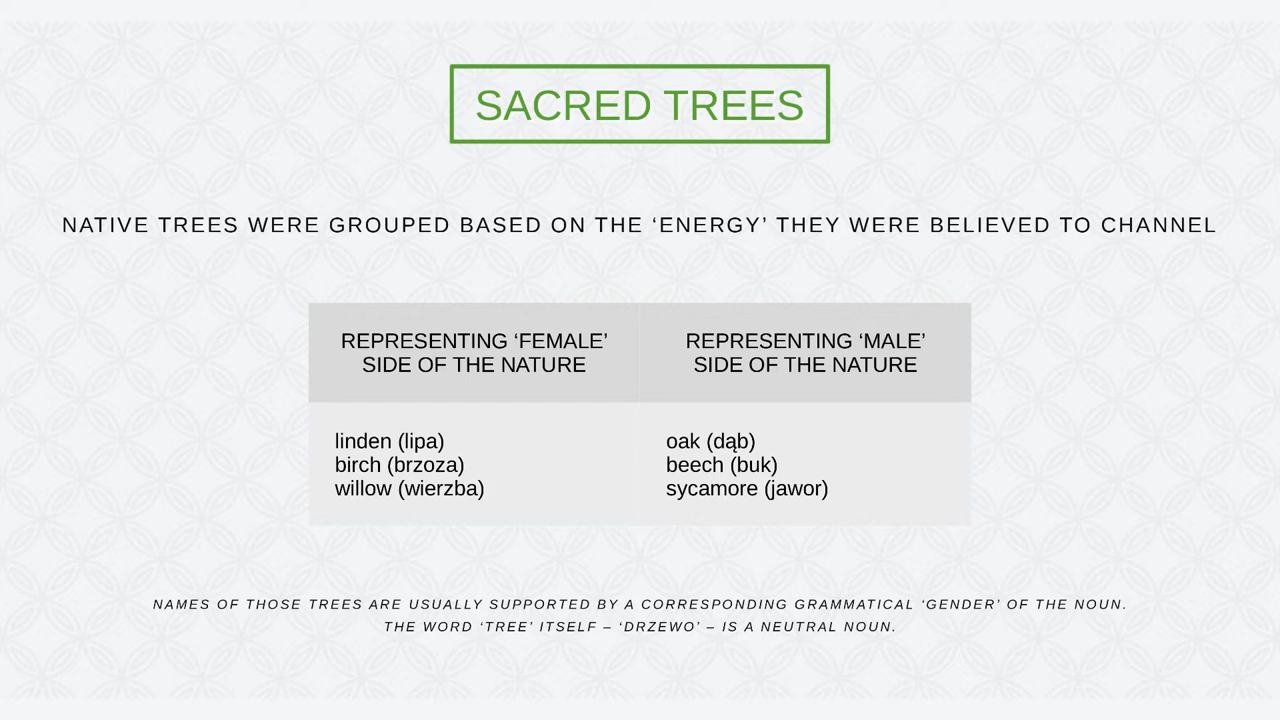 SACRED TREES
NATIVE TREES WERE GROUPED BASED ON THE ‘ENERGY’ THEY WERE BELIEVED TO CHANNEL
REPRESENTING ‘FEMALE’
SIDE OF THE NATURE
linden (lipa)
birch (brzoza)
willow (wierzba)
REPRESENTING ‘MALE’
SIDE OF THE NATURE
oak (dąb)
beech (buk)
sycamore (jawor)
NAMES OF THOSE TREES ARE USUALLY SUPPORTED BY A CORRESPONDING GRAMMATICAL ‘GENDER’ OF THE NOUN.
THE WORD ‘TREE’ ITSELF – ‘DRZEWO’ – IS A NEUTRAL NOUN.